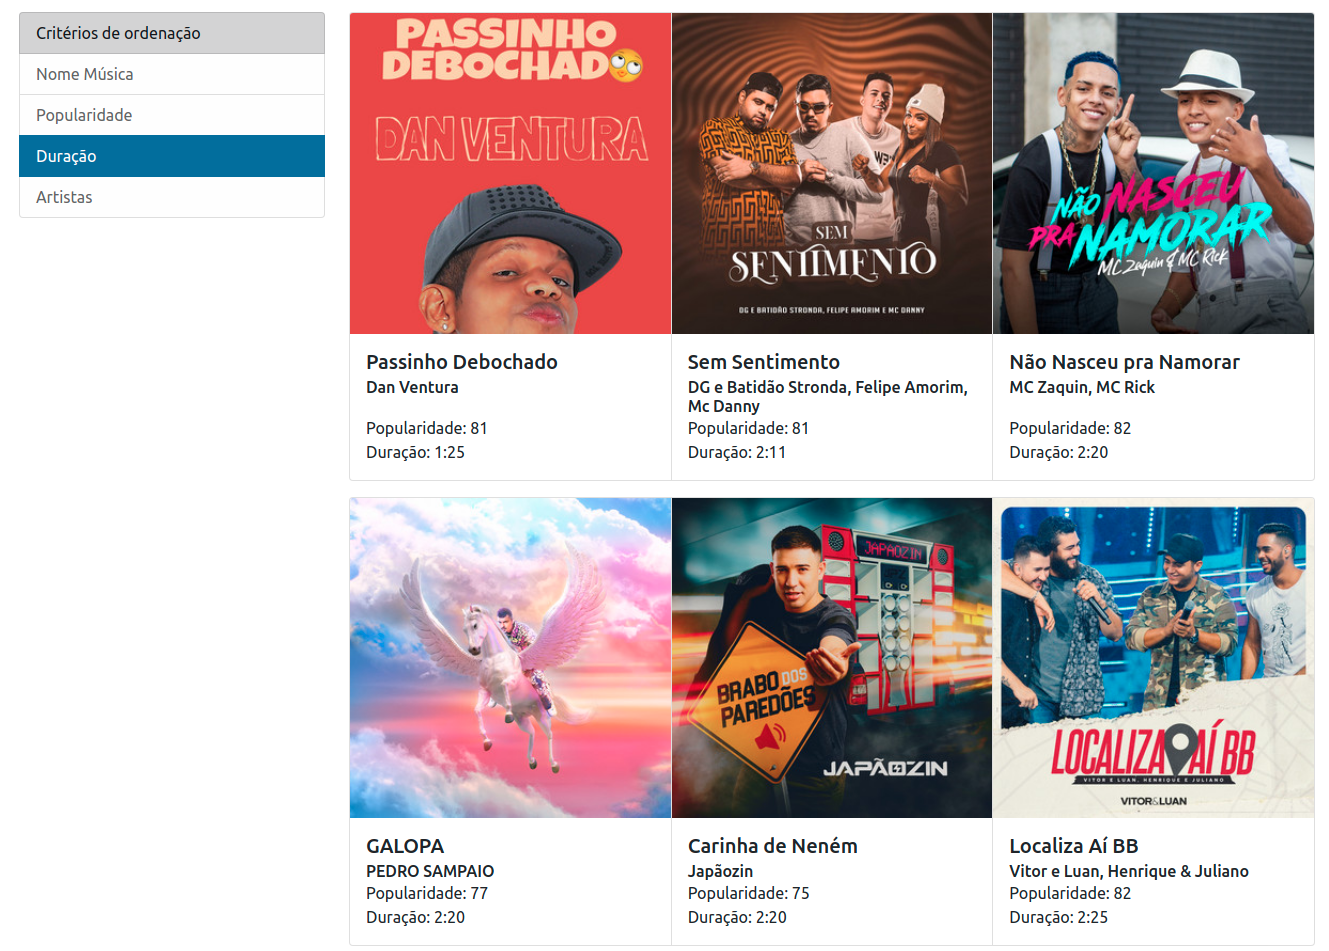 Critérios de ordenação
Nome Música
Popularidade
Duração
Artistas
PASSINHO
DEBOCHAD
DAN VENTURA
Passinho Debochado
Dan Ventura
Popularidade: 81
Duração: 1:25
SEM
SENTIMENTO
DG E BATIDÃO STRONDA, FELIPE AMORIM E MC DANNY
Sem Sentimento
DG e Batidão Stronda, Felipe Amorim,
Mc Danny
Popularidade: 81
Duração: 2:11
NÃO NASCEU
PRA NAMORAR
MC Zaquin & MC Rick
Não Nasceu pra Namorar
MC Zaquin, MC Rick
Popularidade: 82
Duração: 2:20
GALOPA
PEDRO SAMPAIO
Popularidade: 77
Duração: 2:20
JAPÃOZIN
BRABO DOS
PAREDÕES
JAPÃOZIN
Carinha de Neném
Japãozin
Popularidade: 75
Duração: 2:20
LOCALIZA AÍ BB
VITOR E LUAN, HENRIQUE E JULIANO
VITOR&LUAN
Localiza Aí BB
Vitor e Luan, Henrique & Juliano
Popularidade: 82
Duração: 2:25